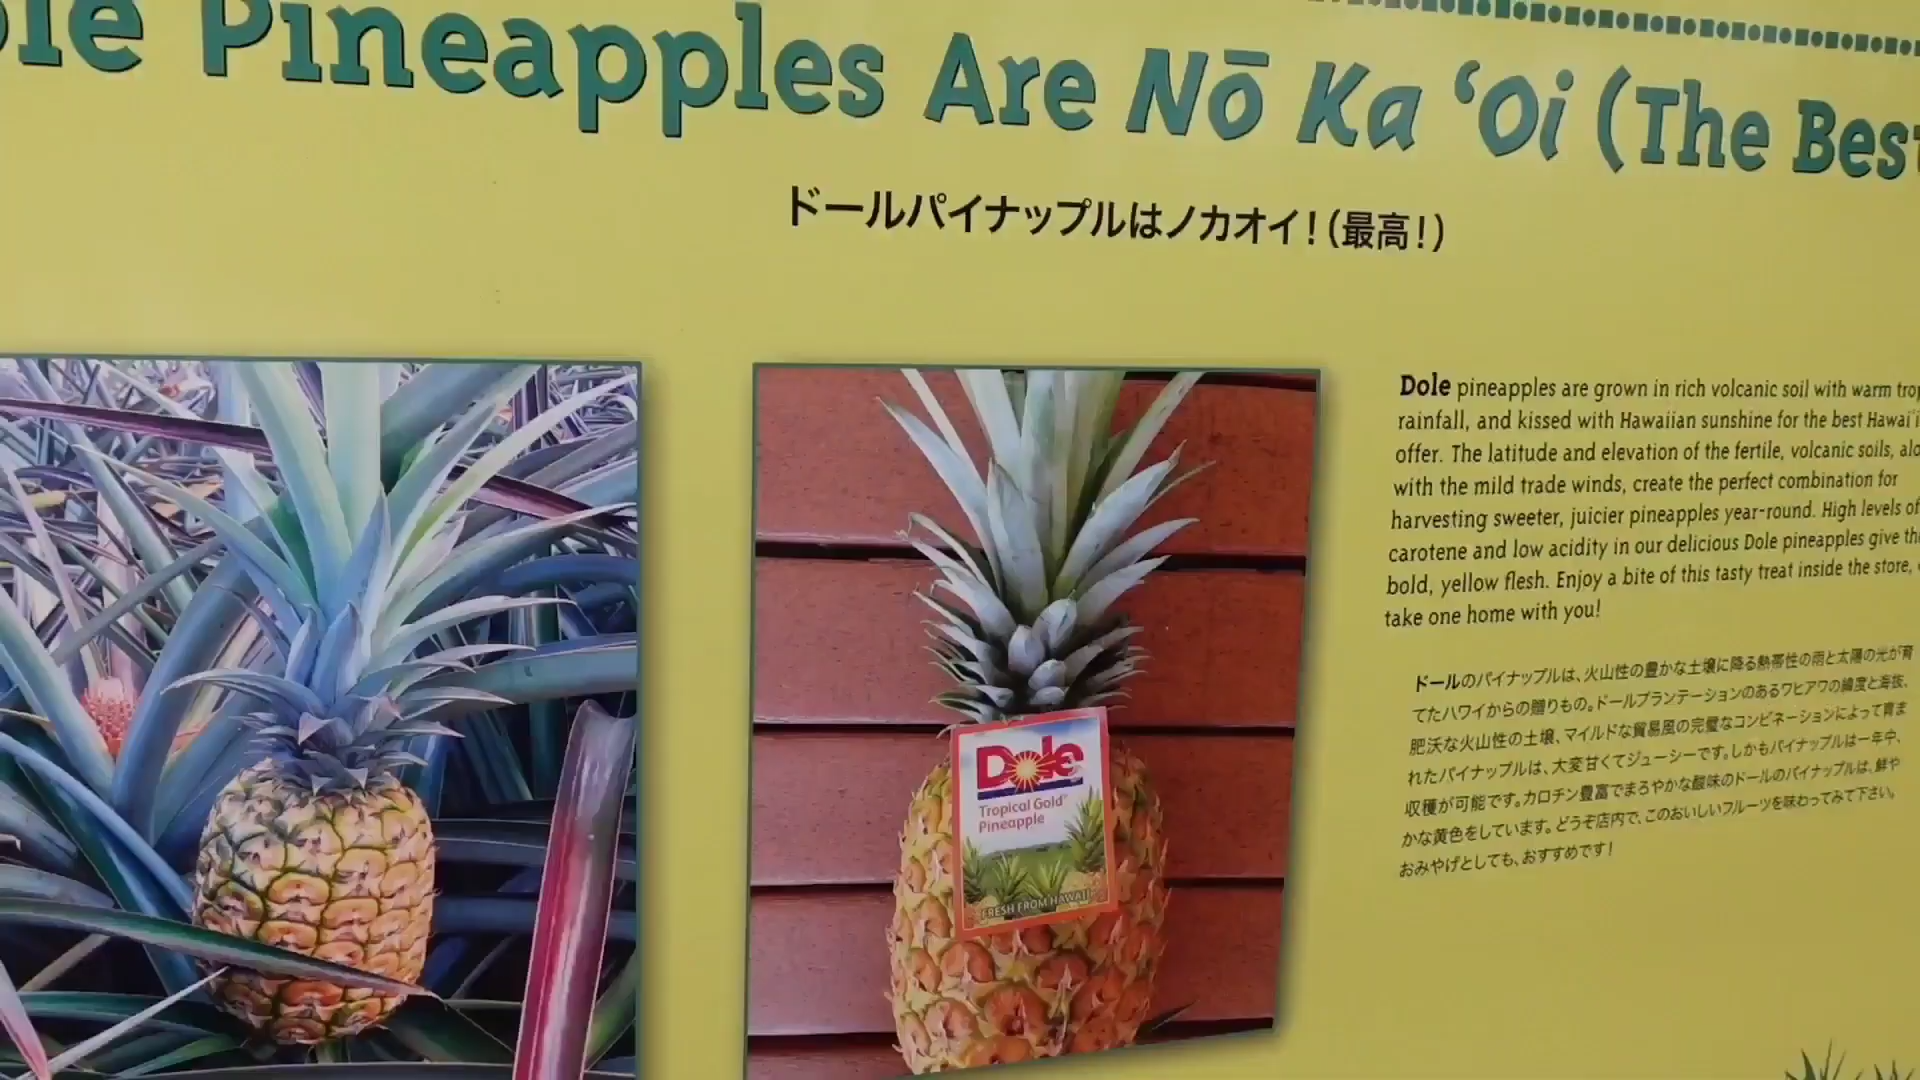 Pineapples Are Nō Ka ‘Oi (The Best
ドールパイナップルはノカオイ！（最高！）
Dole pineapples are grown in rich volcanic soil with warm
rainfall, and kissed with Hawaiian sunshine for the best Hawai‘i
offer. The latitude and elevation of the fertile, volcanic soils,
with the mild trade winds, create the perfect combination for
harvesting sweeter, juicier pineapples year-round. High levels of
carotene and low acidity in our delicious Dole pineapples give
bold, yellow flesh. Enjoy a bite of this tasty treat inside the store,
take one home with you!
ドールのパイナップルは、火山性の豊かな土壌に降る熱帯性の雨と太陽の光が育
てたハワイからの贈りもの。ドールプランテーションのあるワヒアワの緯度と海抜、
肥沃な火山性の土壌、マイルドな貿易風の完璧なコンビネーションによって育ま
れたパイナップルは、大変甘くてジューシーです。しかもパイナップルは一年中、
収穫が可能です。カロチン豊富でまろやかな酸味のドールのパイナップルは、鮮や
かな黄色をしています。どうぞ店内で、このおいしいフルーツを味わってみて下さい。
おみやげとしても、おすすめです！
Dole
Tropical Gold
Pineapple
FRESH FROM HAWAII